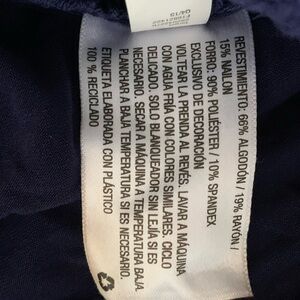 REVESTIMIENTO: 66% ALGODÓN / 19% RAYÓN /
15% NAILON
FORRO: 90% POLIÉSTER / 10% SPANDEX
EXCLUSIVO DE DECORACIÓN
VOLTEAR LA PRENDA AL REVÉS. LAVAR A MÁQUINA
CON AGUA FRÍA CON COLORES SIMILARES. CICLO
DELICADO. SOLO BLANQUEADOR SIN LEJÍA SI ES
NECESARIO. SECAR A MÁQUINA A TEMPERATURA BAJA.
PLANCHAR A BAJA TEMPERATURA, SI ES NECESARIO.
ETIQUETA ELABORADA CON PLÁSTICO
100 % RECICLADO
04/15